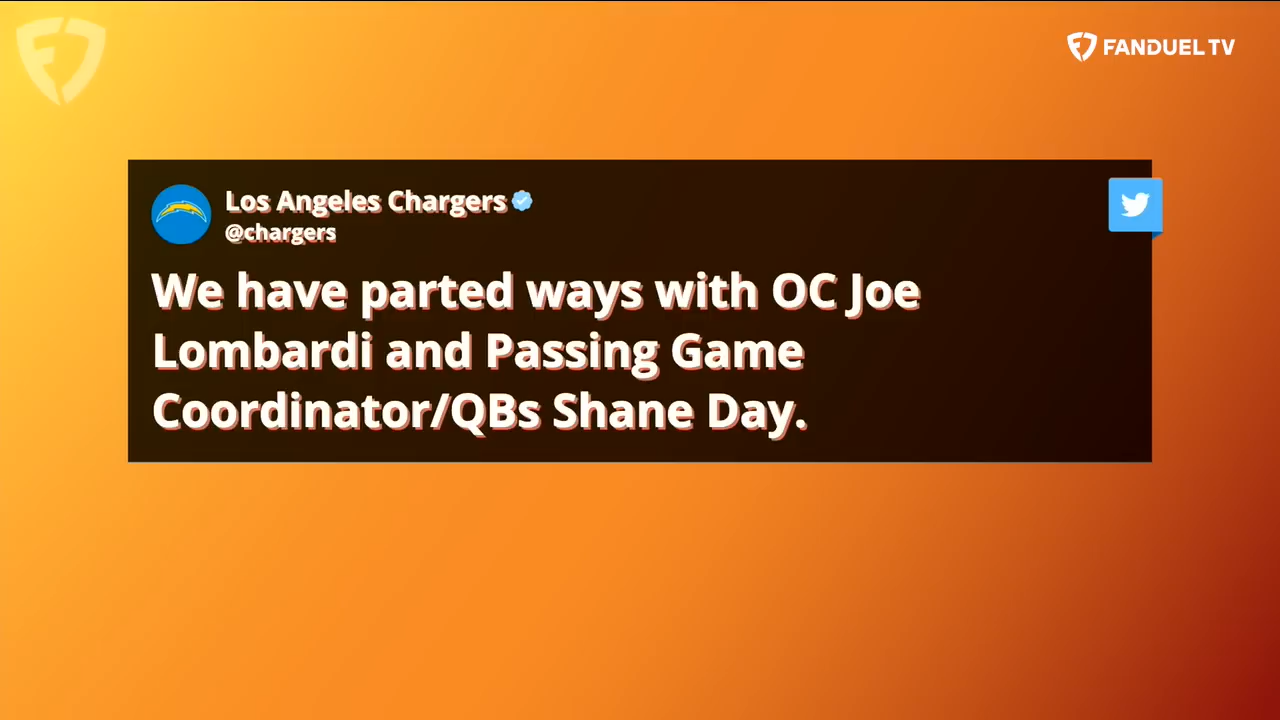 FANDUEL TV
Los Angeles Chargers
@chargers
We have parted ways with OC Joe
Lombardi and Passing Game
Coordinator/QBs Shane Day.